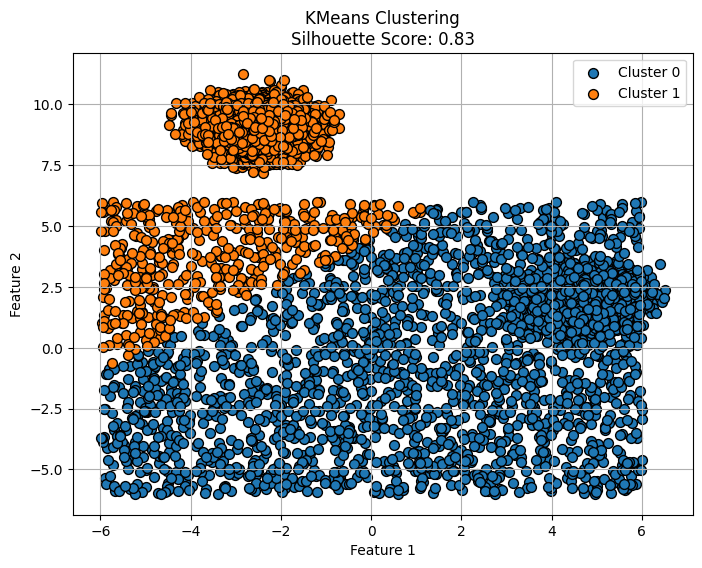 KMeans Clustering
Silhouette Score: 0.83
Cluster 0
Cluster 1
10.0
7.5
5.0
2.5
0.0
−2.5
−5.0
Feature 2
−6
−4
−2
0
2
4
6
Feature 1